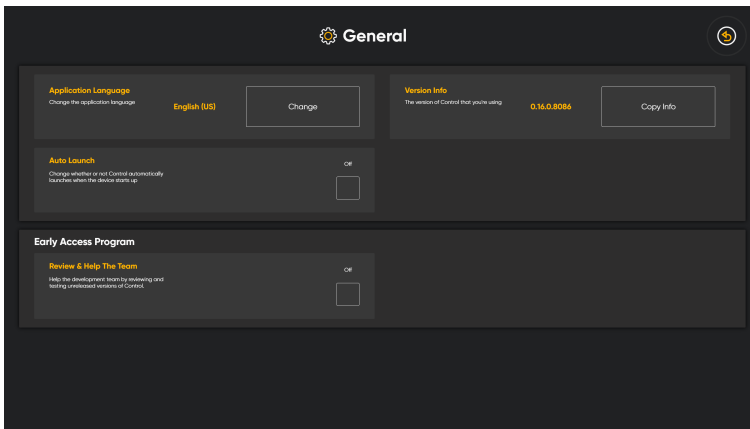 General
Application Language
Change the application language
English (US)
Change
Version Info
The version of Control that you're using
0.16.0.8086
Copy Info
Auto Launch
Change whether or not Control automatically
launches when the device starts up
Off
Early Access Program
Review & Help The Team
Help the development team by reviewing and
testing unreleased versions of Control.
Off